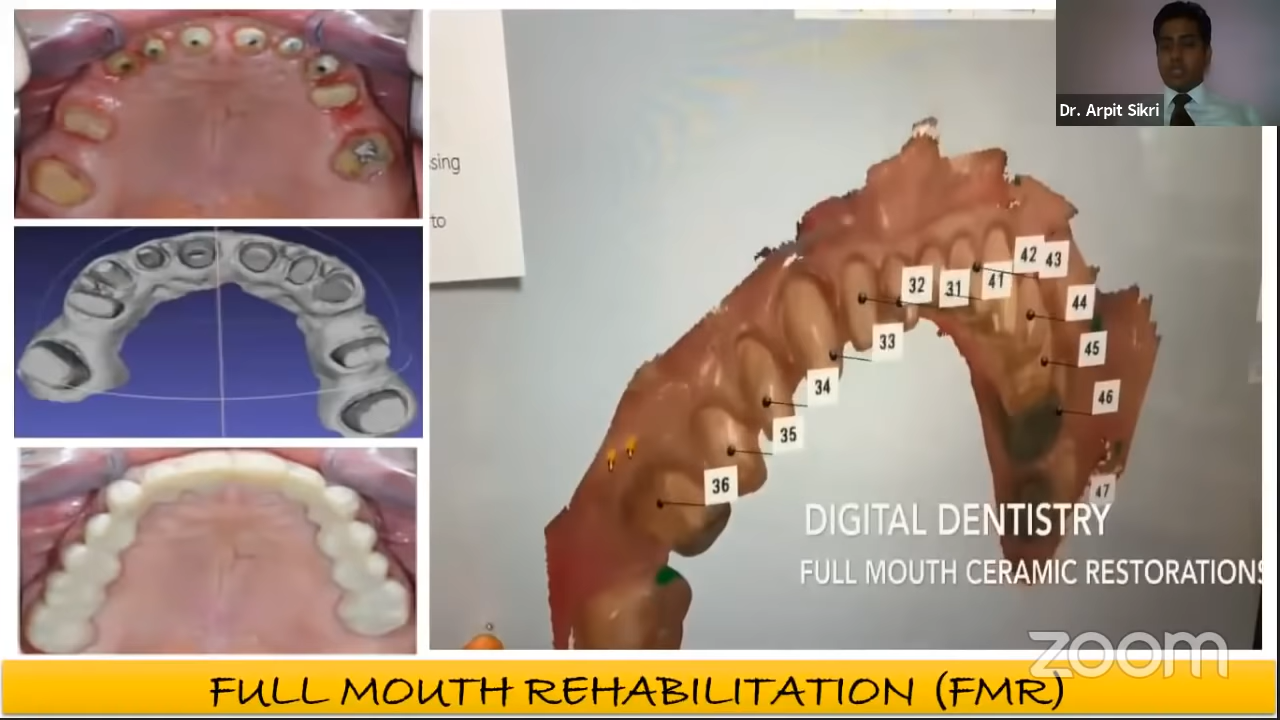 Dr. Arpit Sikri
sing
to
42
43
32
31
41
44
33
45
34
46
35
36
47
DIGITAL DENTISTRY
FULL MOUTH CERAMIC RESTORATIONS
zoom
FULL MOUTH REHABILITATION (FMR)